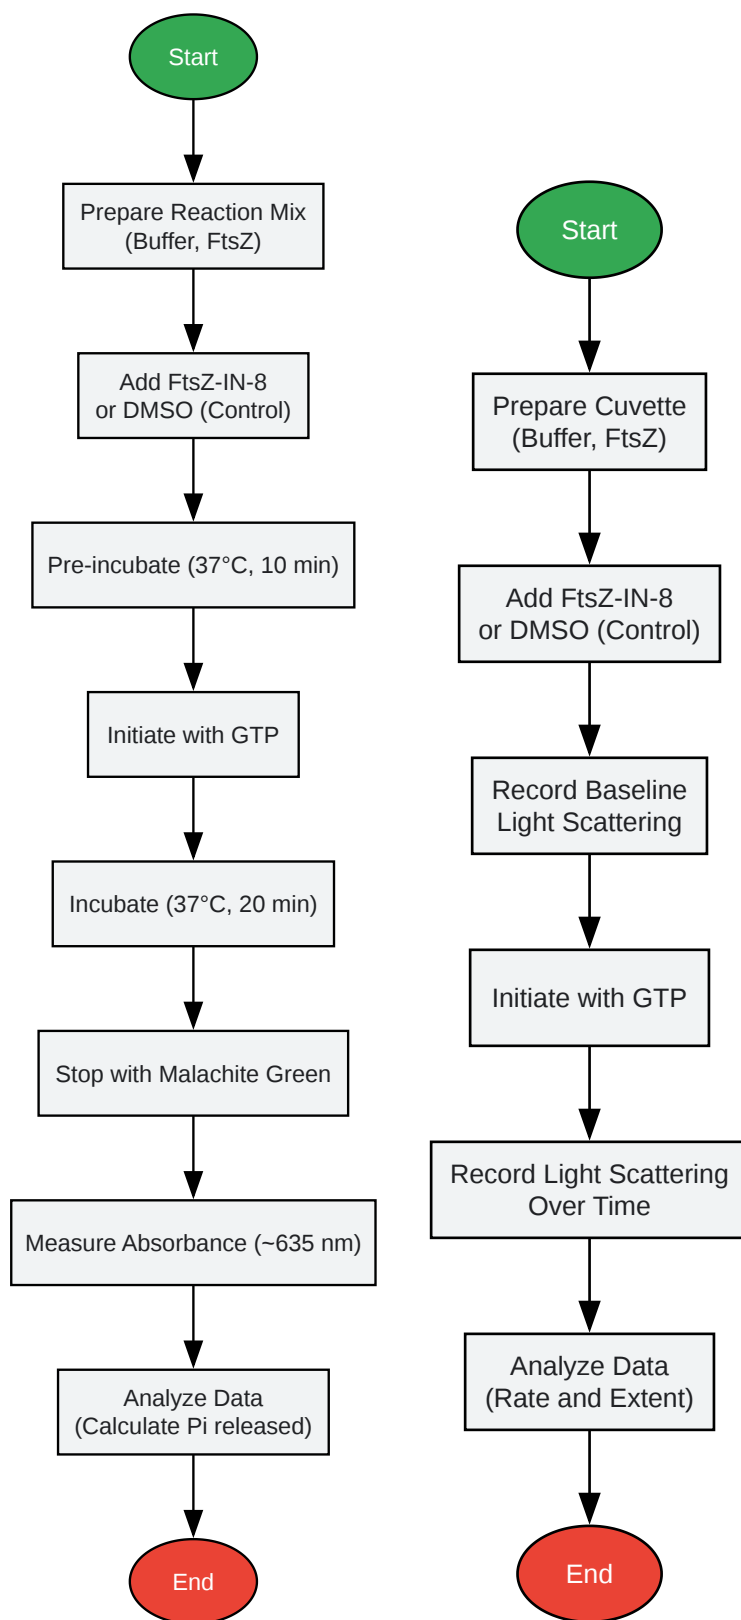 Start
Prepare Reaction Mix
(Buffer, FtsZ)
Add FtsZ-IN-8
or DMSO (Control)
Pre-incubate (37°C, 10 min)
Initiate with GTP
Incubate (37°C, 20 min)
Stop with Malachite Green
Measure Absorbance (~635 nm)
Analyze Data
(Calculate Pi released)
End
Start
Prepare Cuvette
(Buffer, FtsZ)
Add FtsZ-IN-8
or DMSO (Control)
Record Baseline
Light Scattering
Initiate with GTP
Record Light Scattering
Over Time
Analyze Data
(Rate and Extent)
End